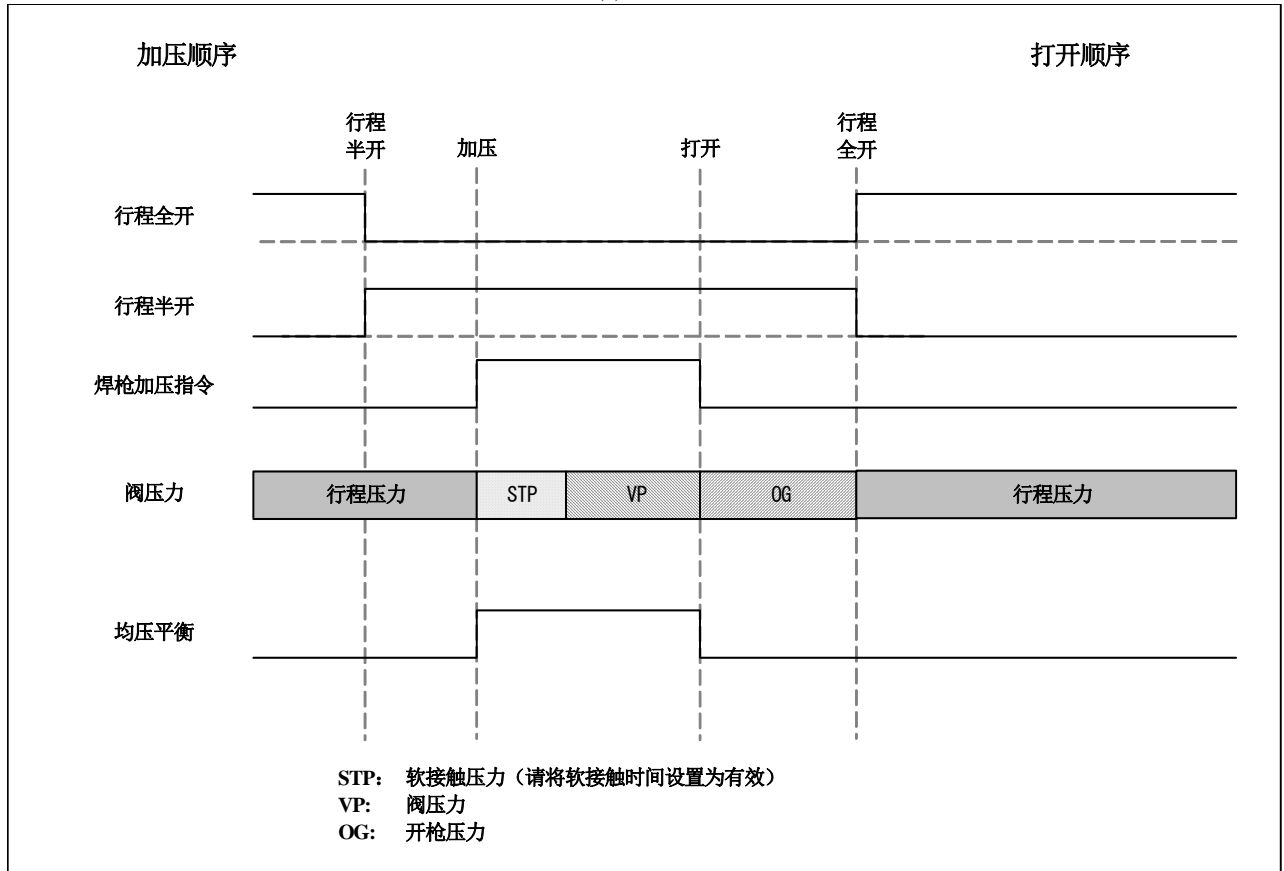 加压顺序
打开顺序
行程
半开
加压
打开
行程
全开
行程全开
行程半开
焊枪加压指令
阀压力
行程压力
STP
VP
OG
行程压力
均压平衡
STP: 软接触压力（请将软接触时间设置为有效）
VP: 阀压力
OG: 开枪压力